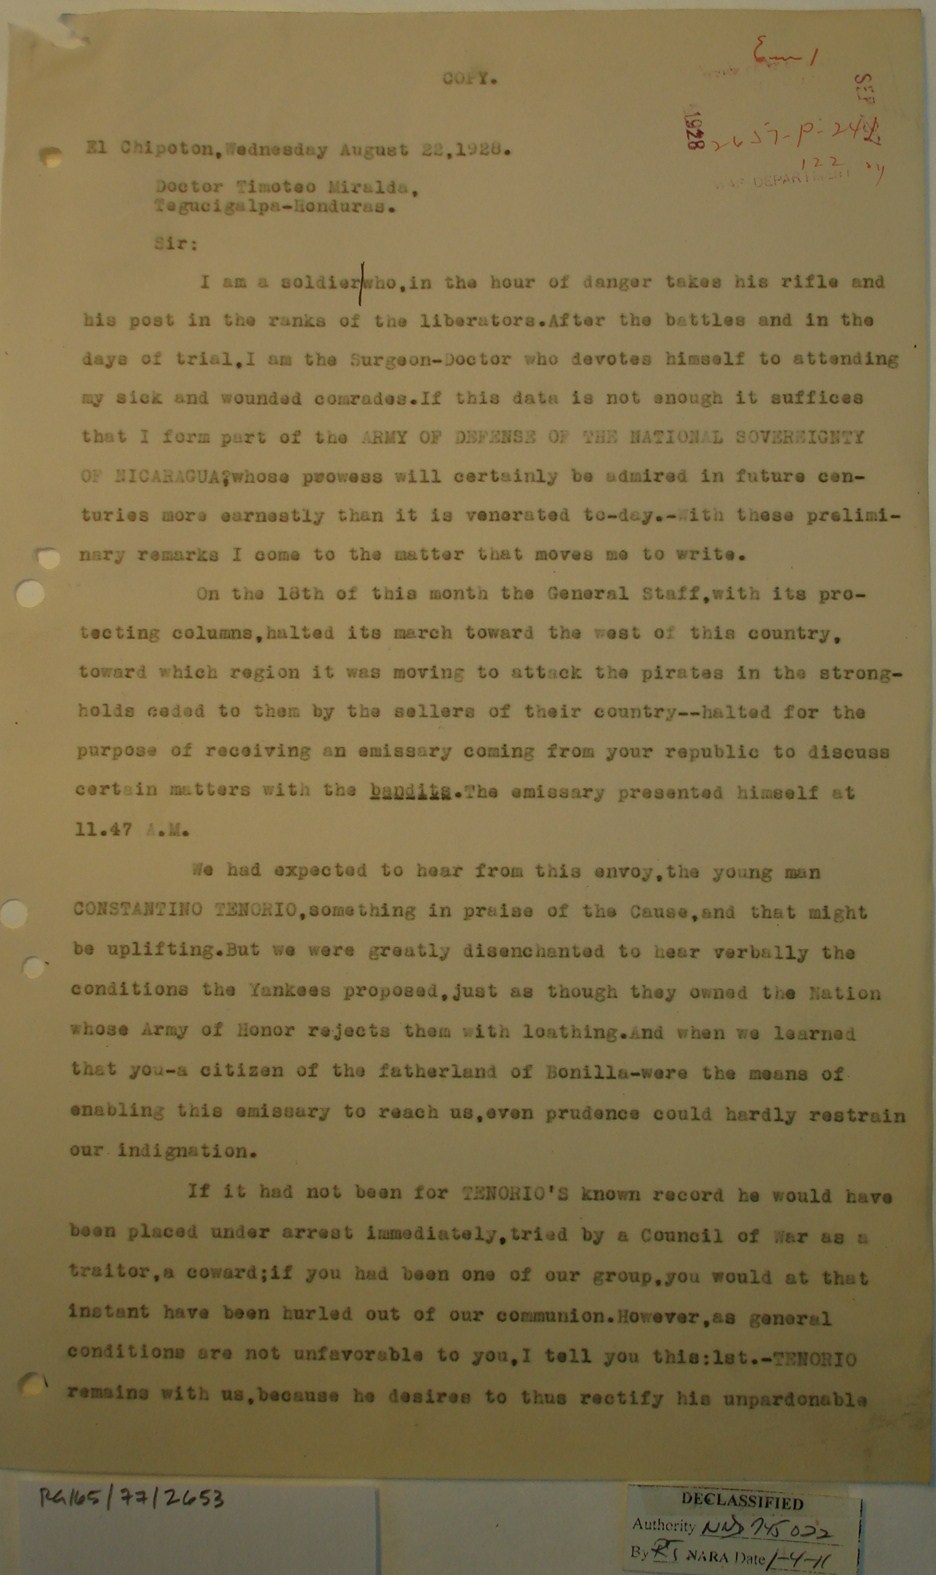 COPY.
1928
SEP
2657-P-244/
122
WAR DEPARTMENT
El Chipoton,Wednesday August 22,1928.
Doctor Timoteo Miralda,
Tegucigalpa-Honduras.
Sir:
I am a soldier who,in the hour of danger takes his rifle and
his post in the ranks of the liberators.After the battles and in the
days of trial,I am the Surgeon-Doctor who devotes himself to attending
my sick and wounded comrades.If this data is not enough it suffices
that I form part of the ARMY OF DEFENSE OF THE NATIONAL SOVEREIGNTY
OF NICARAGUA;whose prowess will certainly be admired in future cen-
turies more earnestly than it is venerated to-day.-With these prelimi-
nary remarks I come to the matter that moves me to write.
On the 18th of this month the General Staff,with its pro-
tecting columns,halted its march toward the west of this country,
toward which region it was moving to attack the pirates in the strong-
holds ceded to them by the sellers of their country--halted for the
purpose of receiving an emissary coming from your republic to discuss
certain matters with the bandits.The emissary presented himself at
11.47 A.M.
We had expected to hear from this envoy,the young man
CONSTANTINO TENORIO,something in praise of the Cause,and that might
be uplifting.But we were greatly disenchanted to hear verbally the
conditions the Yankees proposed,just as though they owned the Nation
whose Army of Honor rejects them with loathing.And when we learned
that you-a citizen of the fatherland of Bonilla-were the means of
enabling this emissary to reach us,even prudence could hardly restrain
our indignation.
If it had not been for TENORIO'S known record he would have
been placed under arrest immediately,tried by a Council of War as a
traitor,a coward;if you had been one of our group,you would at that
instant have been hurled out of our communion.However,as general
conditions are not unfavorable to you,I tell you this:1st.-TENORIO
remains with us,because he desires to thus rectify his unpardonable
RG165/77/2653
DECLASSIFIED
Authority NND 745022
By RS NARA Date 1-4-11